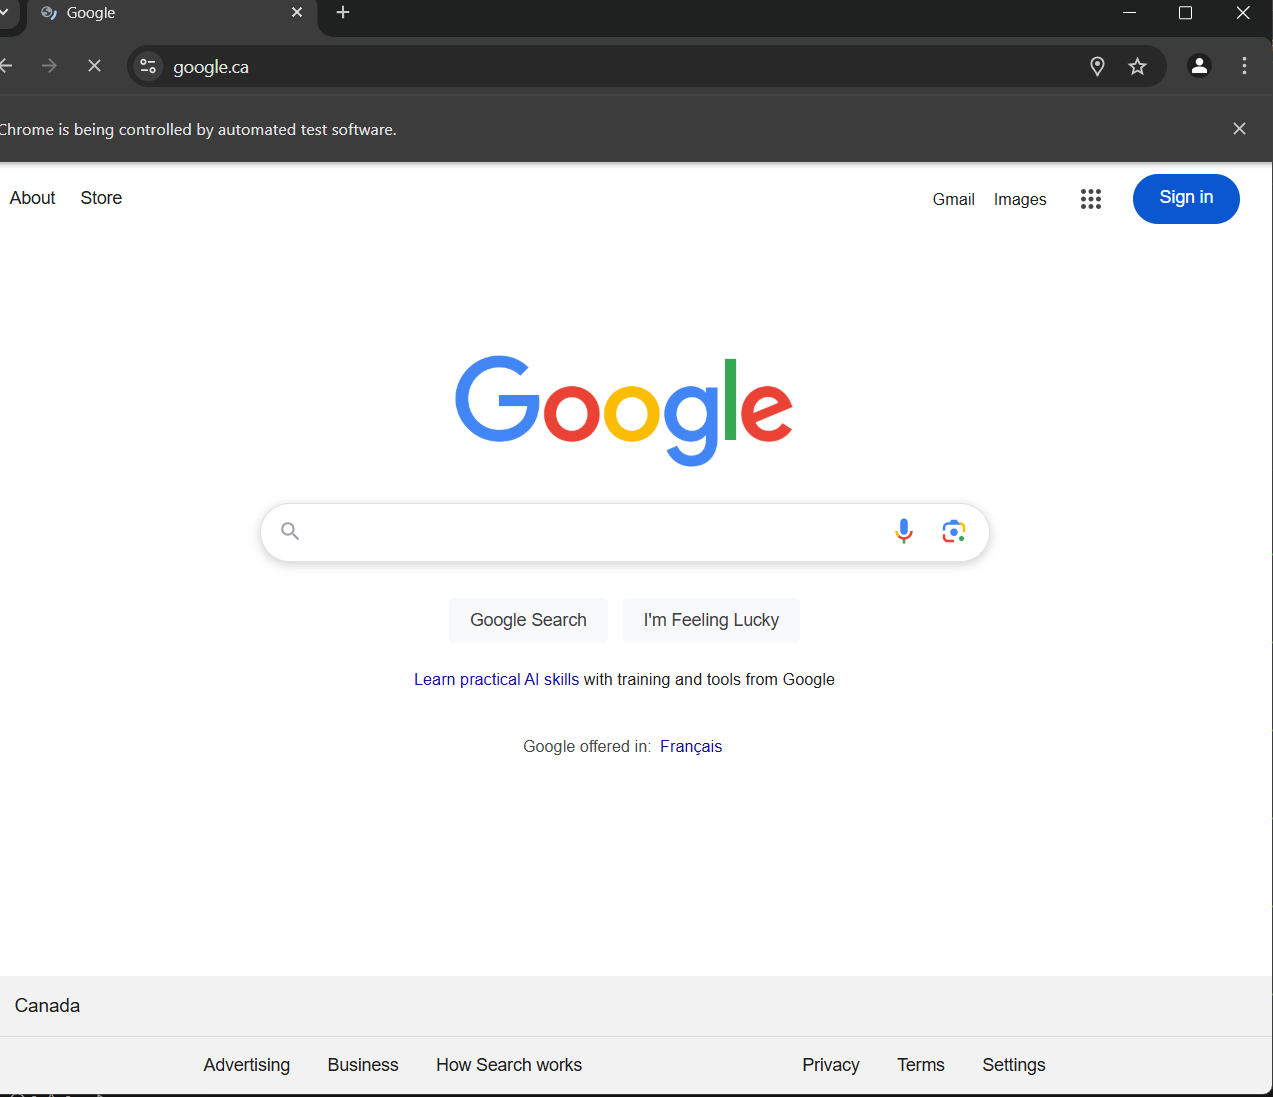 Google
google.ca
Chrome is being controlled by automated test software.
About Store Gmail Images Sign in
Google
Google Search I'm Feeling Lucky
Learn practical AI skills with training and tools from Google
Google offered in: Français
Canada
Advertising Business How Search works Privacy Terms Settings